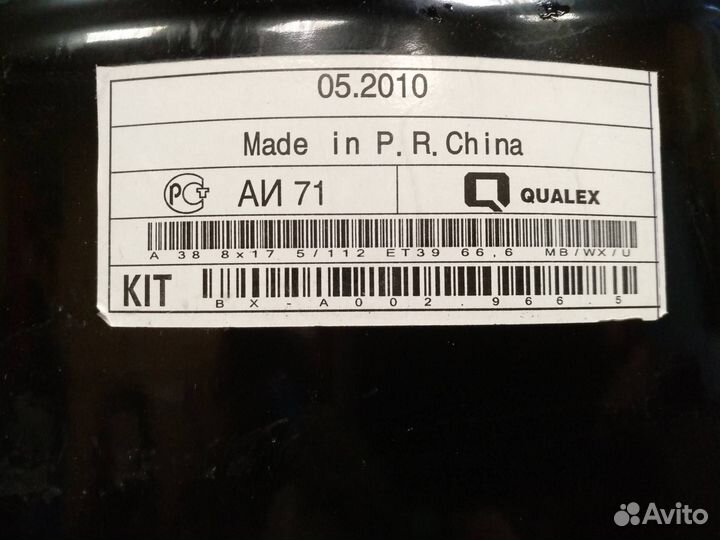 05.2010
Made in P.R.China
РСТ АИ 71 QUALEX
A 38 8x17 5/112 ET39 66,6 MB/WX/U
KIT
BX-A002.966.5
Avito